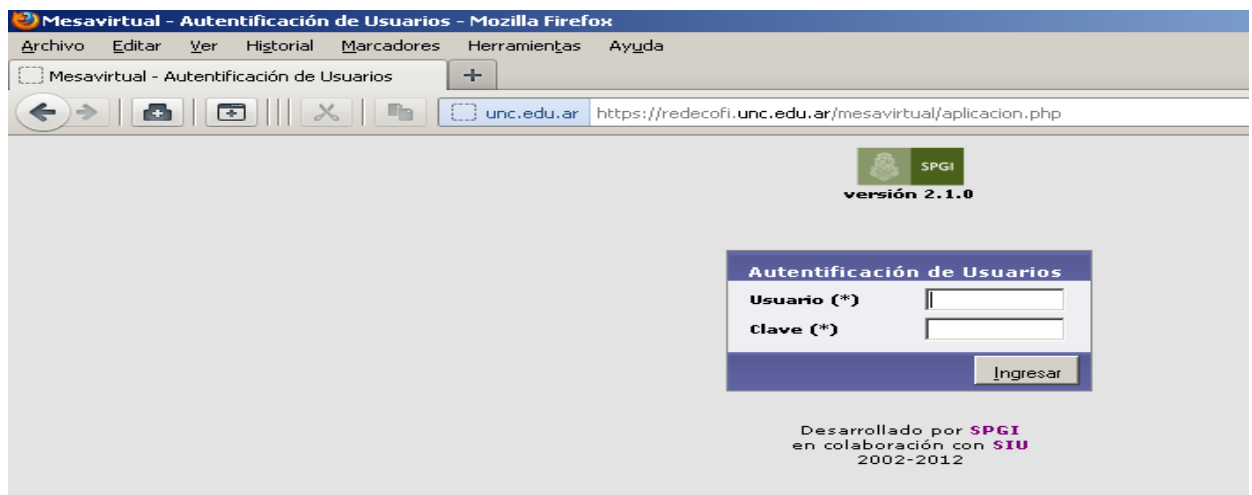 Mesavirtual - Autentificación de Usuarios - Mozilla Firefox
Archivo Editar Ver Historial Marcadores Herramientas Ayuda
Mesavirtual - Autentificación de Usuarios +
unc.edu.ar https://redecofi.unc.edu.ar/mesavirtual/aplicacion.php
SPGI
versión 2.1.0
Autentificación de Usuarios
Usuario (*)
Clave (*)
Ingresar
Desarrollado por SPGI
en colaboración con SIU
2002-2012